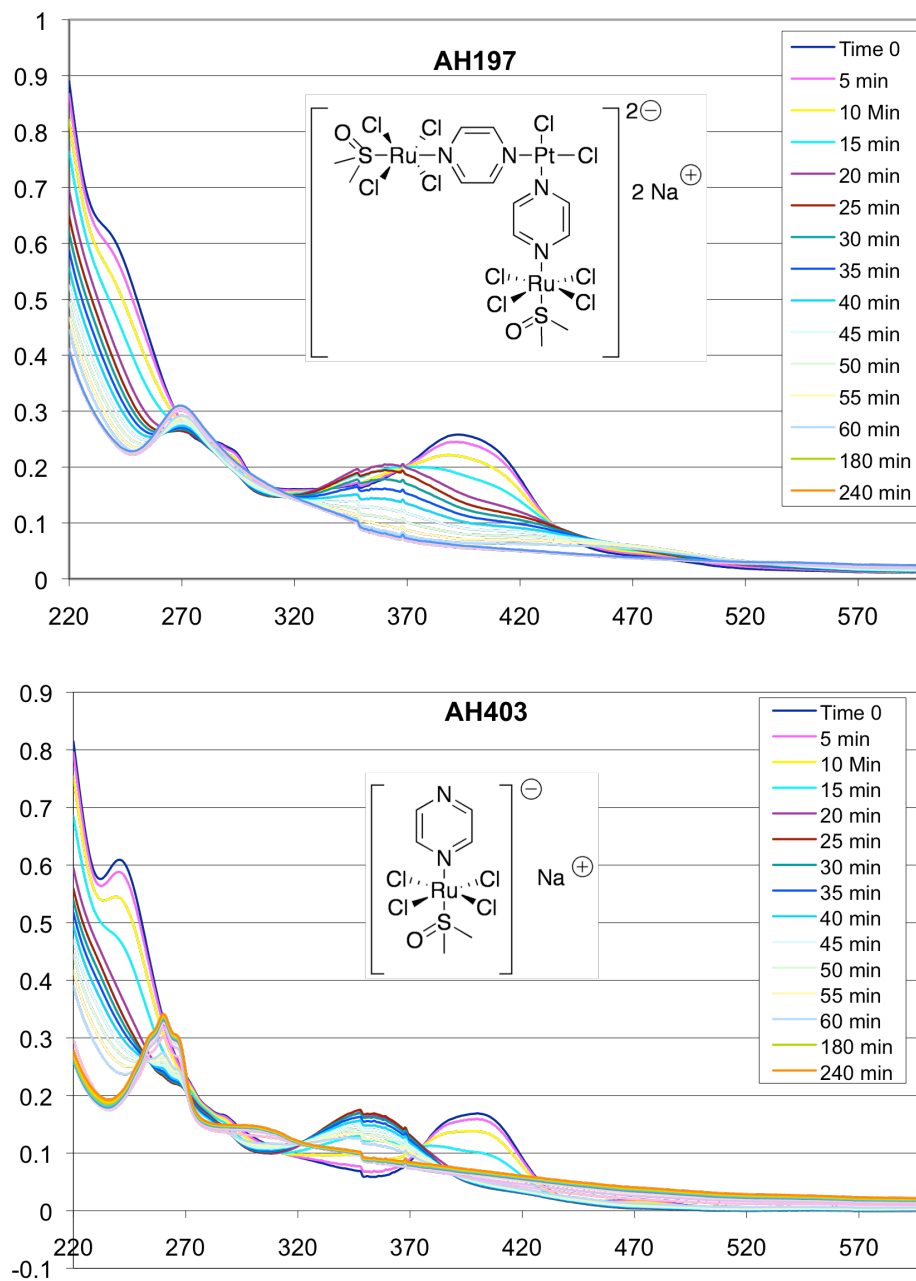 AH197
1
0.9
0.8
0.7
0.6
0.5
0.4
0.3
0.2
0.1
0
220 270 320 370 420 470 520 570
Time 0
5 min
10 Min
15 min
20 min
25 min
30 min
35 min
40 min
45 min
50 min
55 min
60 min
180 min
240 min
2⊖
2 Na⊕
Cl
O Cl Cl Cl
S Ru N N Pt Cl
Cl Cl N
N
Cl Cl
Ru
Cl Cl
S
O
AH403
0.9
0.8
0.7
0.6
0.5
0.4
0.3
0.2
0.1
0
-0.1
220 270 320 370 420 470 520 570
Time 0
5 min
10 Min
15 min
20 min
25 min
30 min
35 min
40 min
45 min
50 min
55 min
60 min
180 min
240 min
⊖
N
N
Cl Cl
Ru Na⊕
Cl Cl
S
O